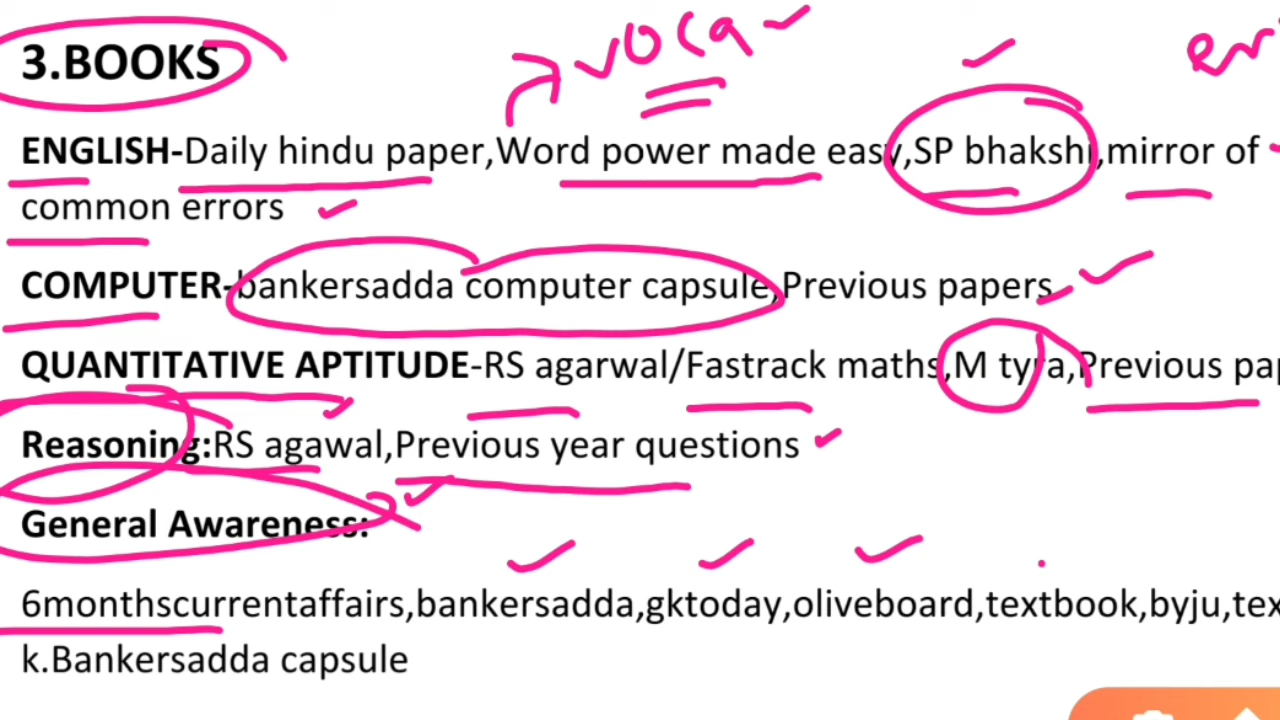 voca
3.BOOKS
ENGLISH-Daily hindu paper,Word power made easy,SP bhakshi,mirror of
common errors
COMPUTER-bankersadda computer capsule,Previous papers
QUANTITATIVE APTITUDE-RS agarwal/Fastrack maths,M tyra,Previous pap
Reasoning:RS agawal,Previous year questions
General Awareness:
6monthscurrentaffairs,bankersadda,gktoday,oliveboard,textbook,byju,tex
k.Bankersadda capsule